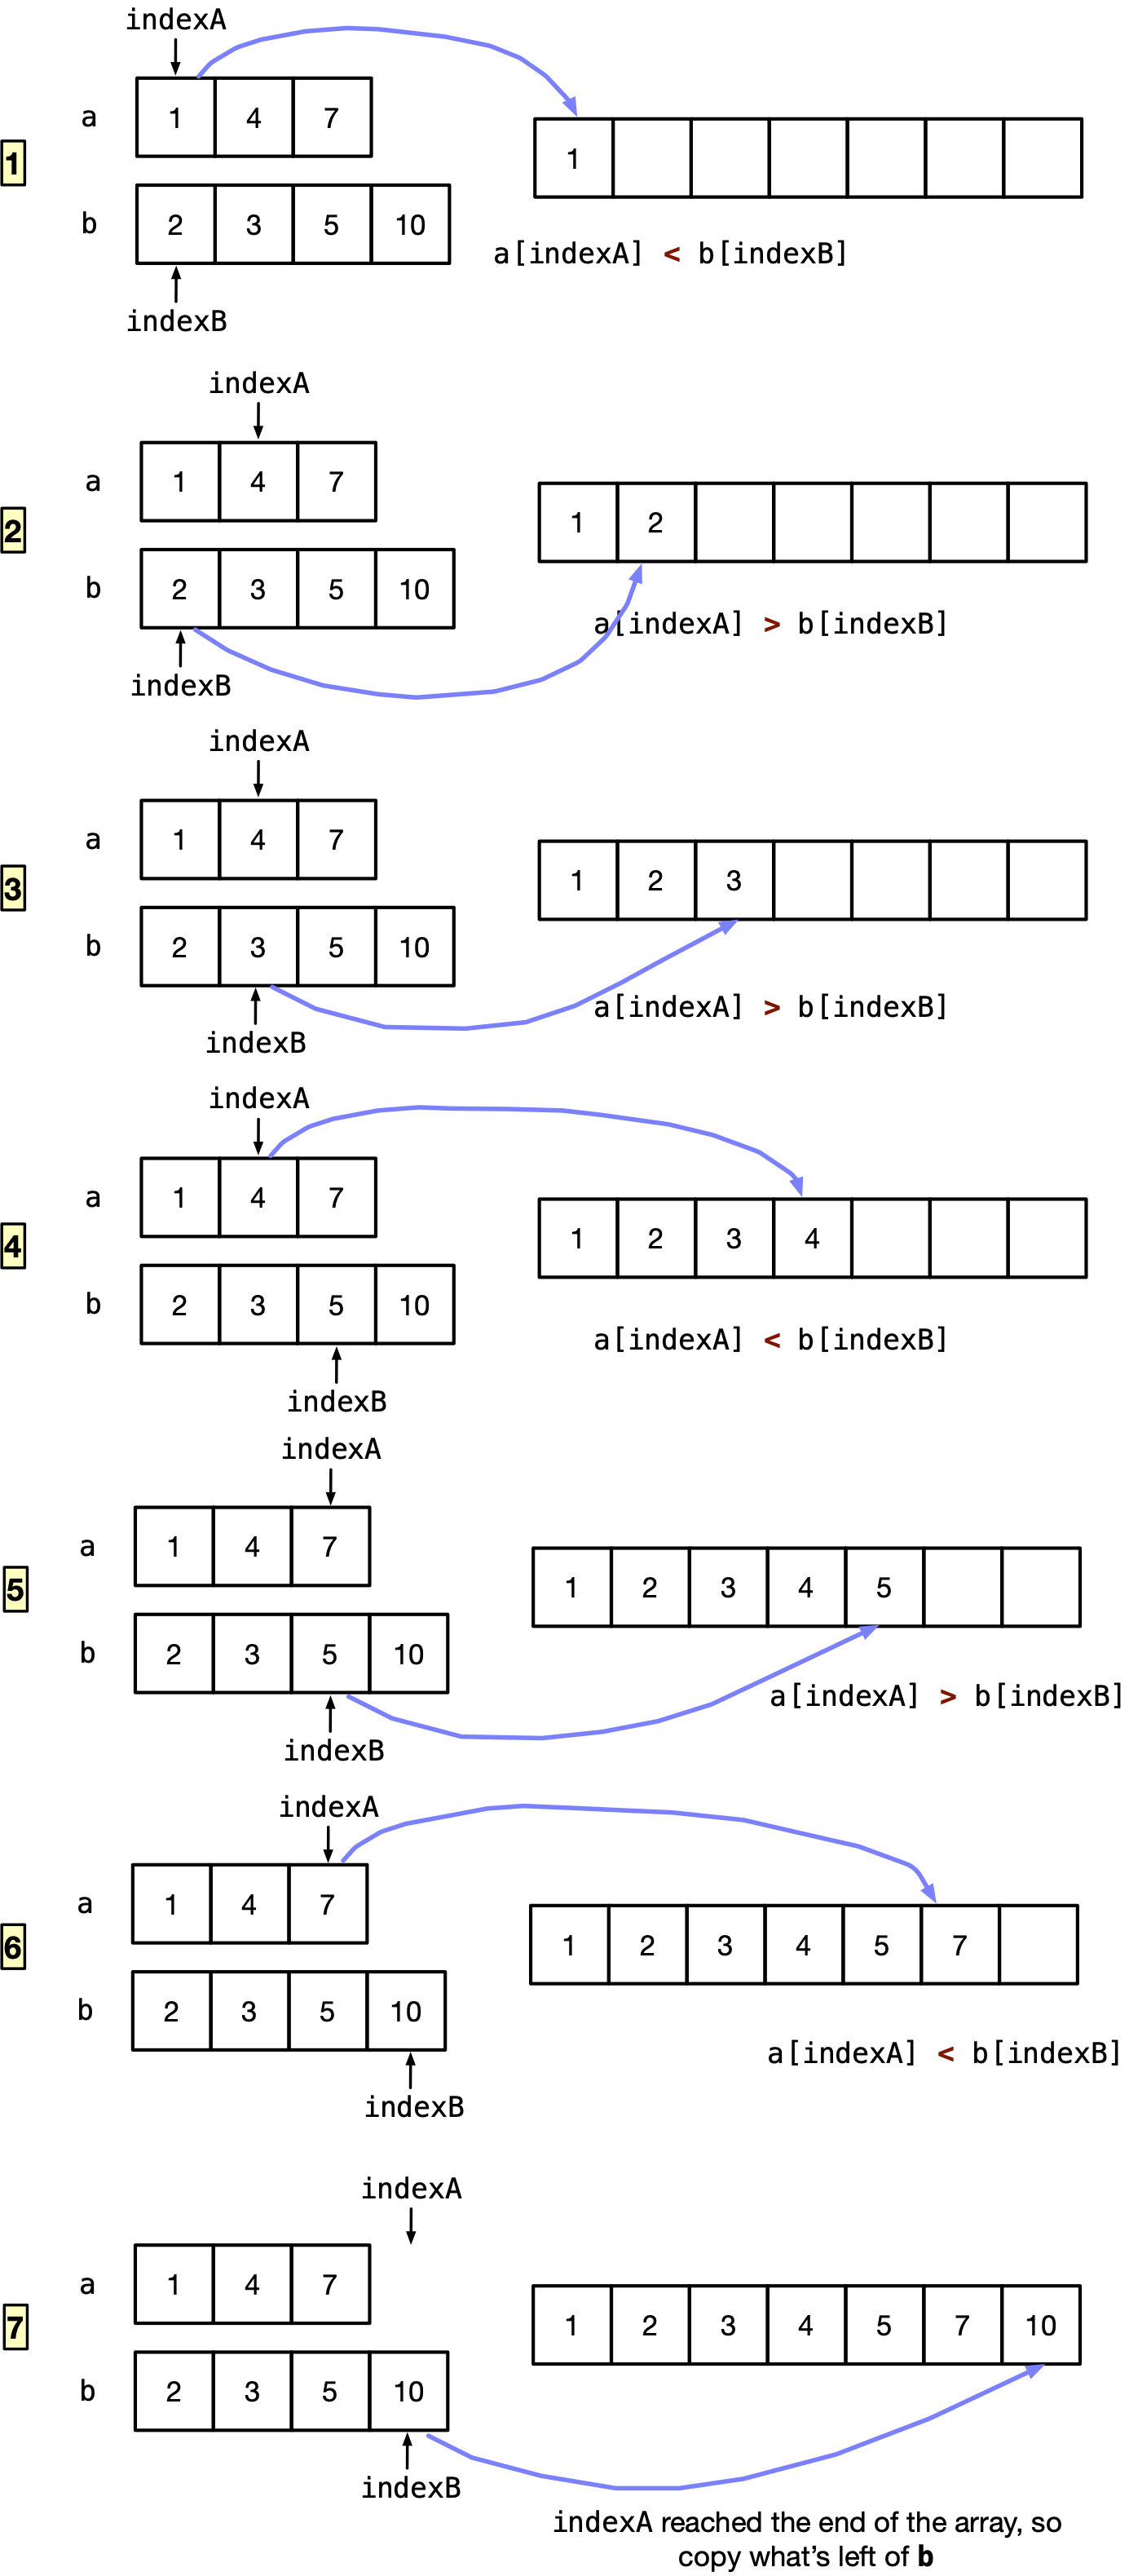 indexA
a 1 4 7
1
1
b 2 3 5 10
a[indexA] < b[indexB]
indexB
indexA
a 1 4 7
2
1 2
b 2 3 5 10
a[indexA] > b[indexB]
indexB
indexA
a 1 4 7
3
1 2 3
b 2 3 5 10
a[indexA] > b[indexB]
indexB
indexA
a 1 4 7
4
1 2 3 4
b 2 3 5 10
a[indexA] < b[indexB]
indexB
indexA
a 1 4 7
5
1 2 3 4 5
b 2 3 5 10
a[indexA] > b[indexB]
indexB
indexA
a 1 4 7
6
1 2 3 4 5 7
b 2 3 5 10
a[indexA] < b[indexB]
indexB
indexA
a 1 4 7
7
1 2 3 4 5 7 10
b 2 3 5 10
indexB
indexA reached the end of the array, so
copy what's left of b